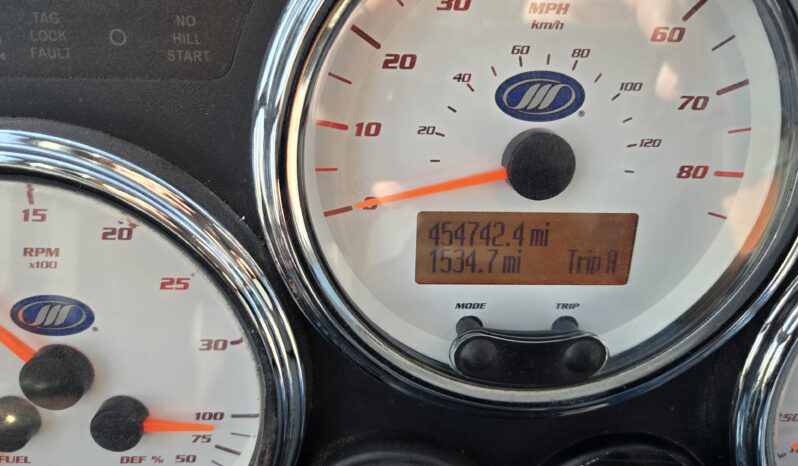 TAG
LOCK
FAULT
NO
HILL
START
15
20
25
30
RPM
x100
FUEL
100
75
DEF % 50
30
MPH
km/h
60
20
60
80
40
100
70
10
20
120
80
454742.4 mi
1534.7 mi Trip A
MODE TRIP